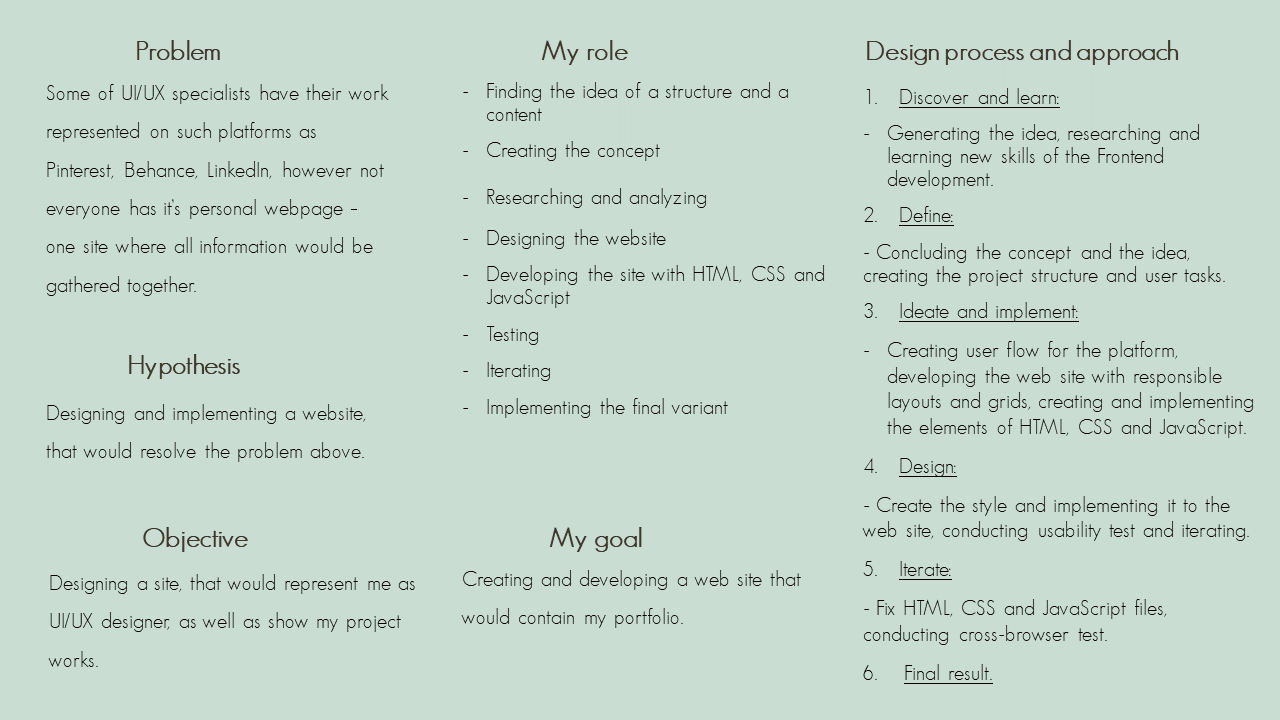 Problem
Some of UI/UX specialists have their work
represented on such platforms as
Pinterest, Behance, LinkedIn, however not
everyone has it's personal webpage –
one site where all information would be
gathered together.
Hypothesis
Designing and implementing a website,
that would resolve the problem above.
Objective
Designing a site, that would represent me as
UI/UX designer, as well as show my project
works.
My role
- Finding the idea of a structure and a
content
- Creating the concept
- Researching and analyzing
- Designing the website
- Developing the site with HTML, CSS and
JavaScript
- Testing
- Iterating
- Implementing the final variant
My goal
Creating and developing a web site that
would contain my portfolio.
Design process and approach
1. Discover and learn:
- Generating the idea, researching and
learning new skills of the Frontend
development.
2. Define:
- Concluding the concept and the idea,
creating the project structure and user tasks.
3. Ideate and implement:
- Creating user flow for the platform,
developing the web site with responsible
layouts and grids, creating and implementing
the elements of HTML, CSS and JavaScript.
4. Design:
- Create the style and implementing it to the
web site, conducting usability test and iterating.
5. Iterate:
- Fix HTML, CSS and JavaScript files,
conducting cross-browser test.
6. Final result.